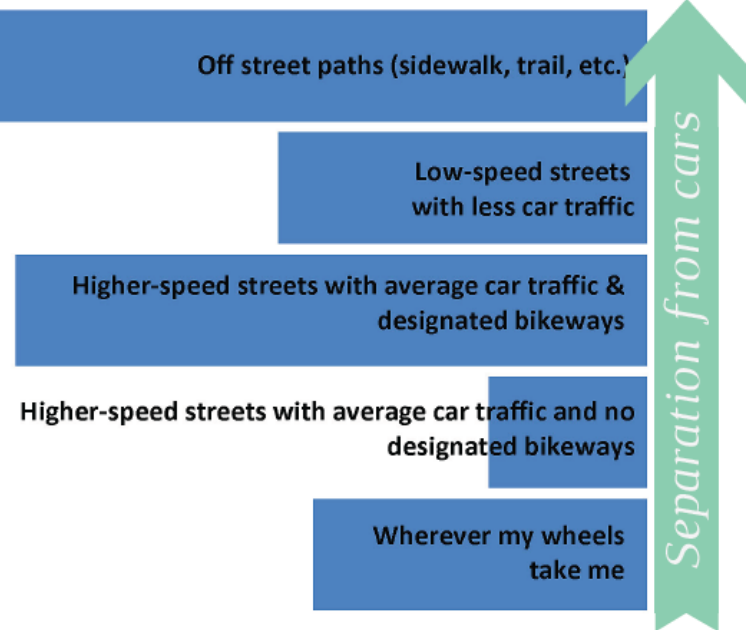 Off street paths (sidewalk, trail, etc.)
Low-speed streets
with less car traffic
Higher-speed streets with average car traffic &
designated bikeways
Higher-speed streets with average car traffic and no
designated bikeways
Wherever my wheels
take me
Separation from cars